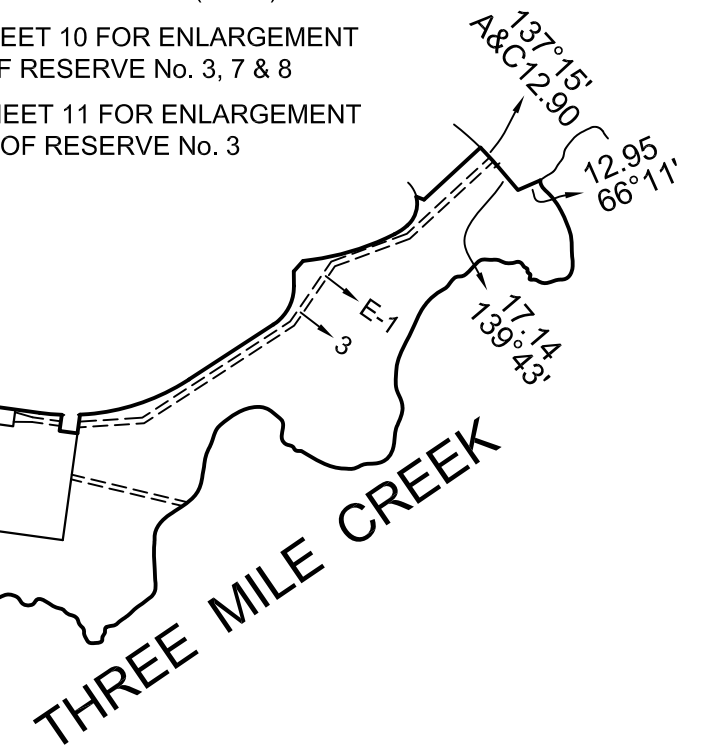 EET 10 FOR ENLARGEMENT
F RESERVE No. 3, 7 & 8
EET 11 FOR ENLARGEMENT
OF RESERVE No. 3
137°15'
A&C12.90
12.95
66°11'
E-1
3
17.14
139°43'
THREE MILE CREEK